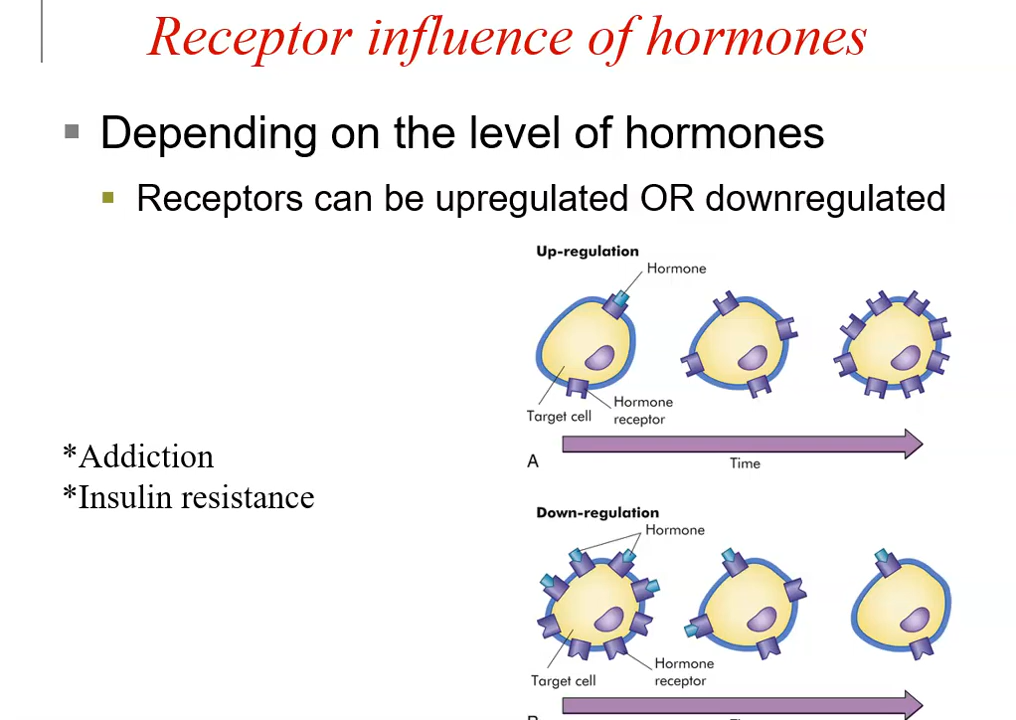 Receptor influence of hormones
Depending on the level of hormones
Receptors can be upregulated OR downregulated
Up-regulation
Hormone
Target cell
Hormone
receptor
A
Time
*Addiction
*Insulin resistance
Down-regulation
Hormone
Target cell
Hormone
receptor